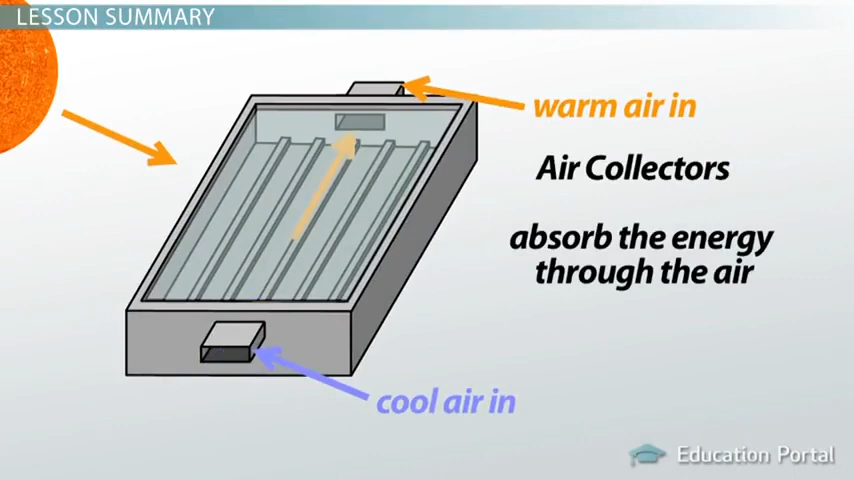 LESSON SUMMARY
warm air in
Air Collectors
absorb the energy
through the air
cool air in
Education Portal